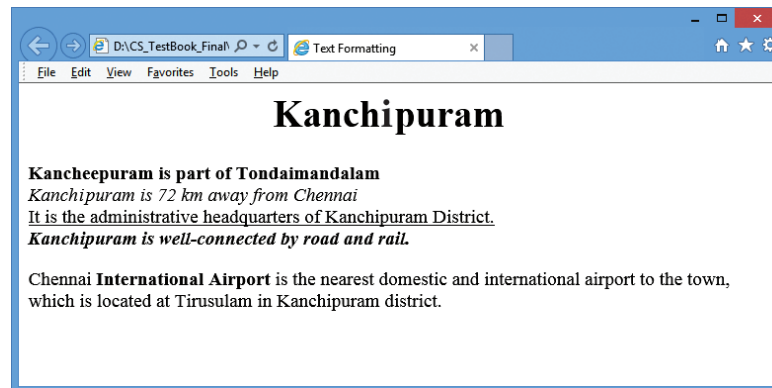 D:\CS_TestBook_Final\
Text Formatting
File Edit View Favorites Tools Help
Kanchipuram
Kancheepuram is part of Tondaimandalam
Kanchipuram is 72 km away from Chennai
It is the administrative headquarters of Kanchipuram District.
Kanchipuram is well-connected by road and rail.
Chennai International Airport is the nearest domestic and international airport to the town,
which is located at Tirusulam in Kanchipuram district.